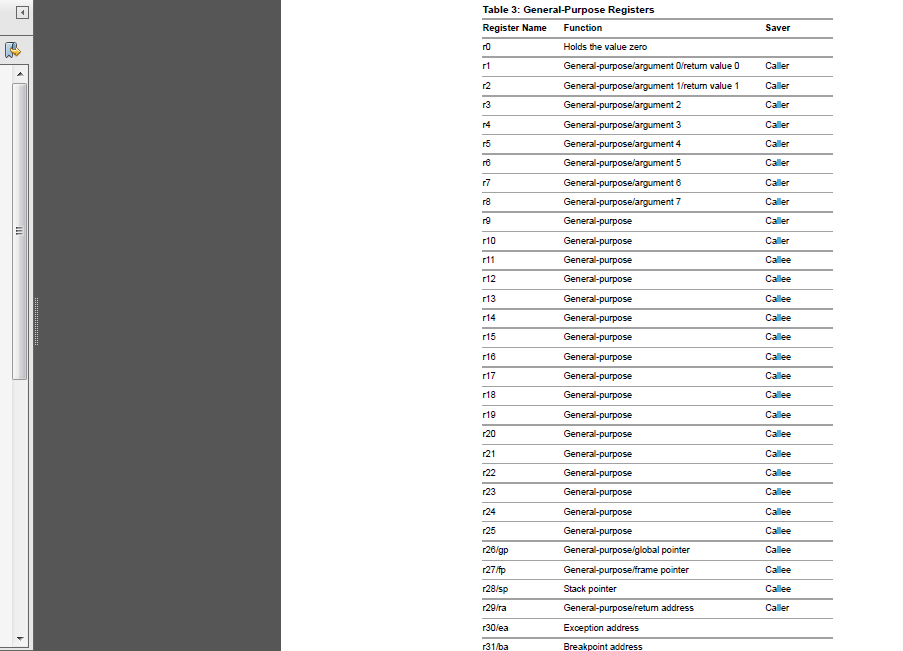 Table 3: General-Purpose Registers
Register Name Function Saver
r0 Holds the value zero
r1 General-purpose/argument 0/return value 0 Caller
r2 General-purpose/argument 1/return value 1 Caller
r3 General-purpose/argument 2 Caller
r4 General-purpose/argument 3 Caller
r5 General-purpose/argument 4 Caller
r6 General-purpose/argument 5 Caller
r7 General-purpose/argument 6 Caller
r8 General-purpose/argument 7 Caller
r9 General-purpose Caller
r10 General-purpose Caller
r11 General-purpose Callee
r12 General-purpose Callee
r13 General-purpose Callee
r14 General-purpose Callee
r15 General-purpose Callee
r16 General-purpose Callee
r17 General-purpose Callee
r18 General-purpose Callee
r19 General-purpose Callee
r20 General-purpose Callee
r21 General-purpose Callee
r22 General-purpose Callee
r23 General-purpose Callee
r24 General-purpose Callee
r25 General-purpose Callee
r26/gp General-purpose/global pointer Callee
r27/fp General-purpose/frame pointer Callee
r28/sp Stack pointer Callee
r29/ra General-purpose/return address Caller
r30/ea Exception address
r31/ba Breakpoint address